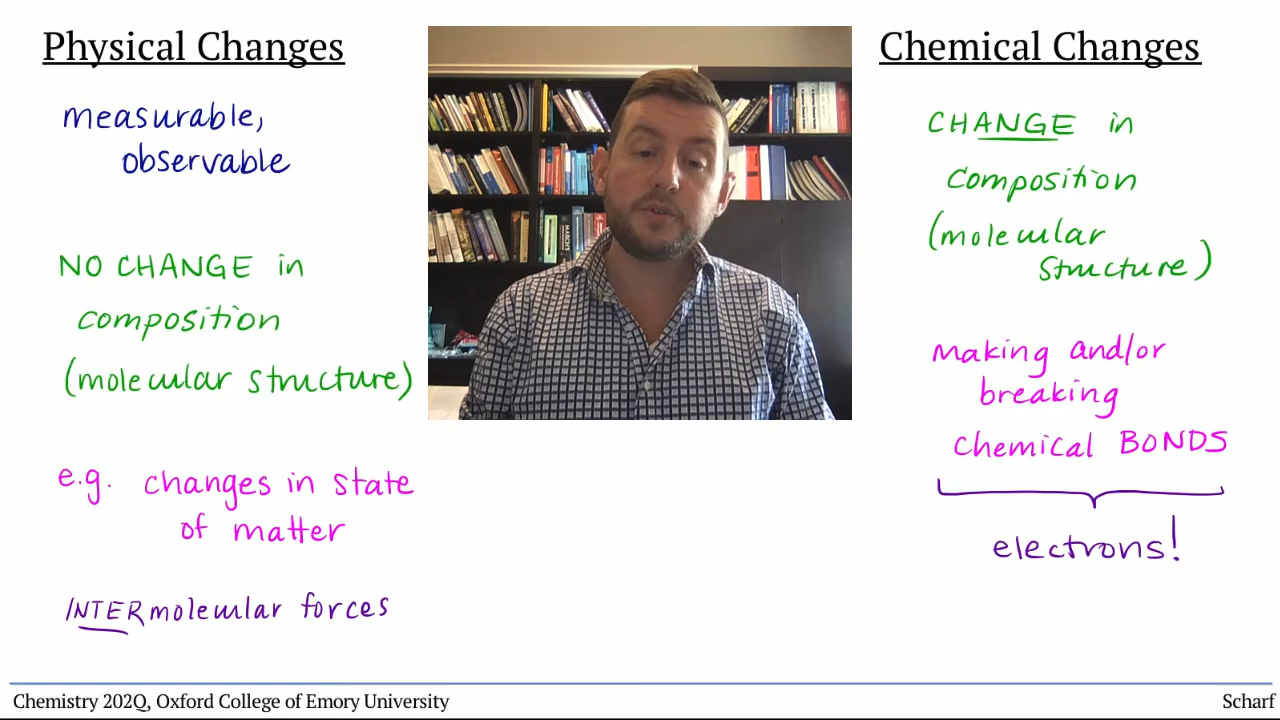 Physical Changes
measurable,
observable
NO CHANGE in
composition
(molecular structure)
e.g. changes in state
of matter
INTERmolecular forces
Chemical Changes
CHANGE in
composition
(molecular
structure)
making and/or
breaking
chemical BONDS
electrons!
Chemistry 202Q, Oxford College of Emory University
Scharf